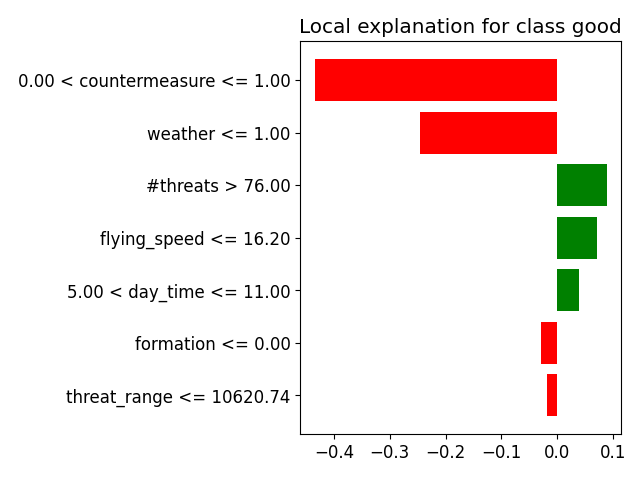 Local explanation for class good
0.00 < countermeasure <= 1.00
weather <= 1.00
#threats > 76.00
flying_speed <= 16.20
5.00 < day_time <= 11.00
formation <= 0.00
threat_range <= 10620.74
−0.4 −0.3 −0.2 −0.1 0.0 0.1